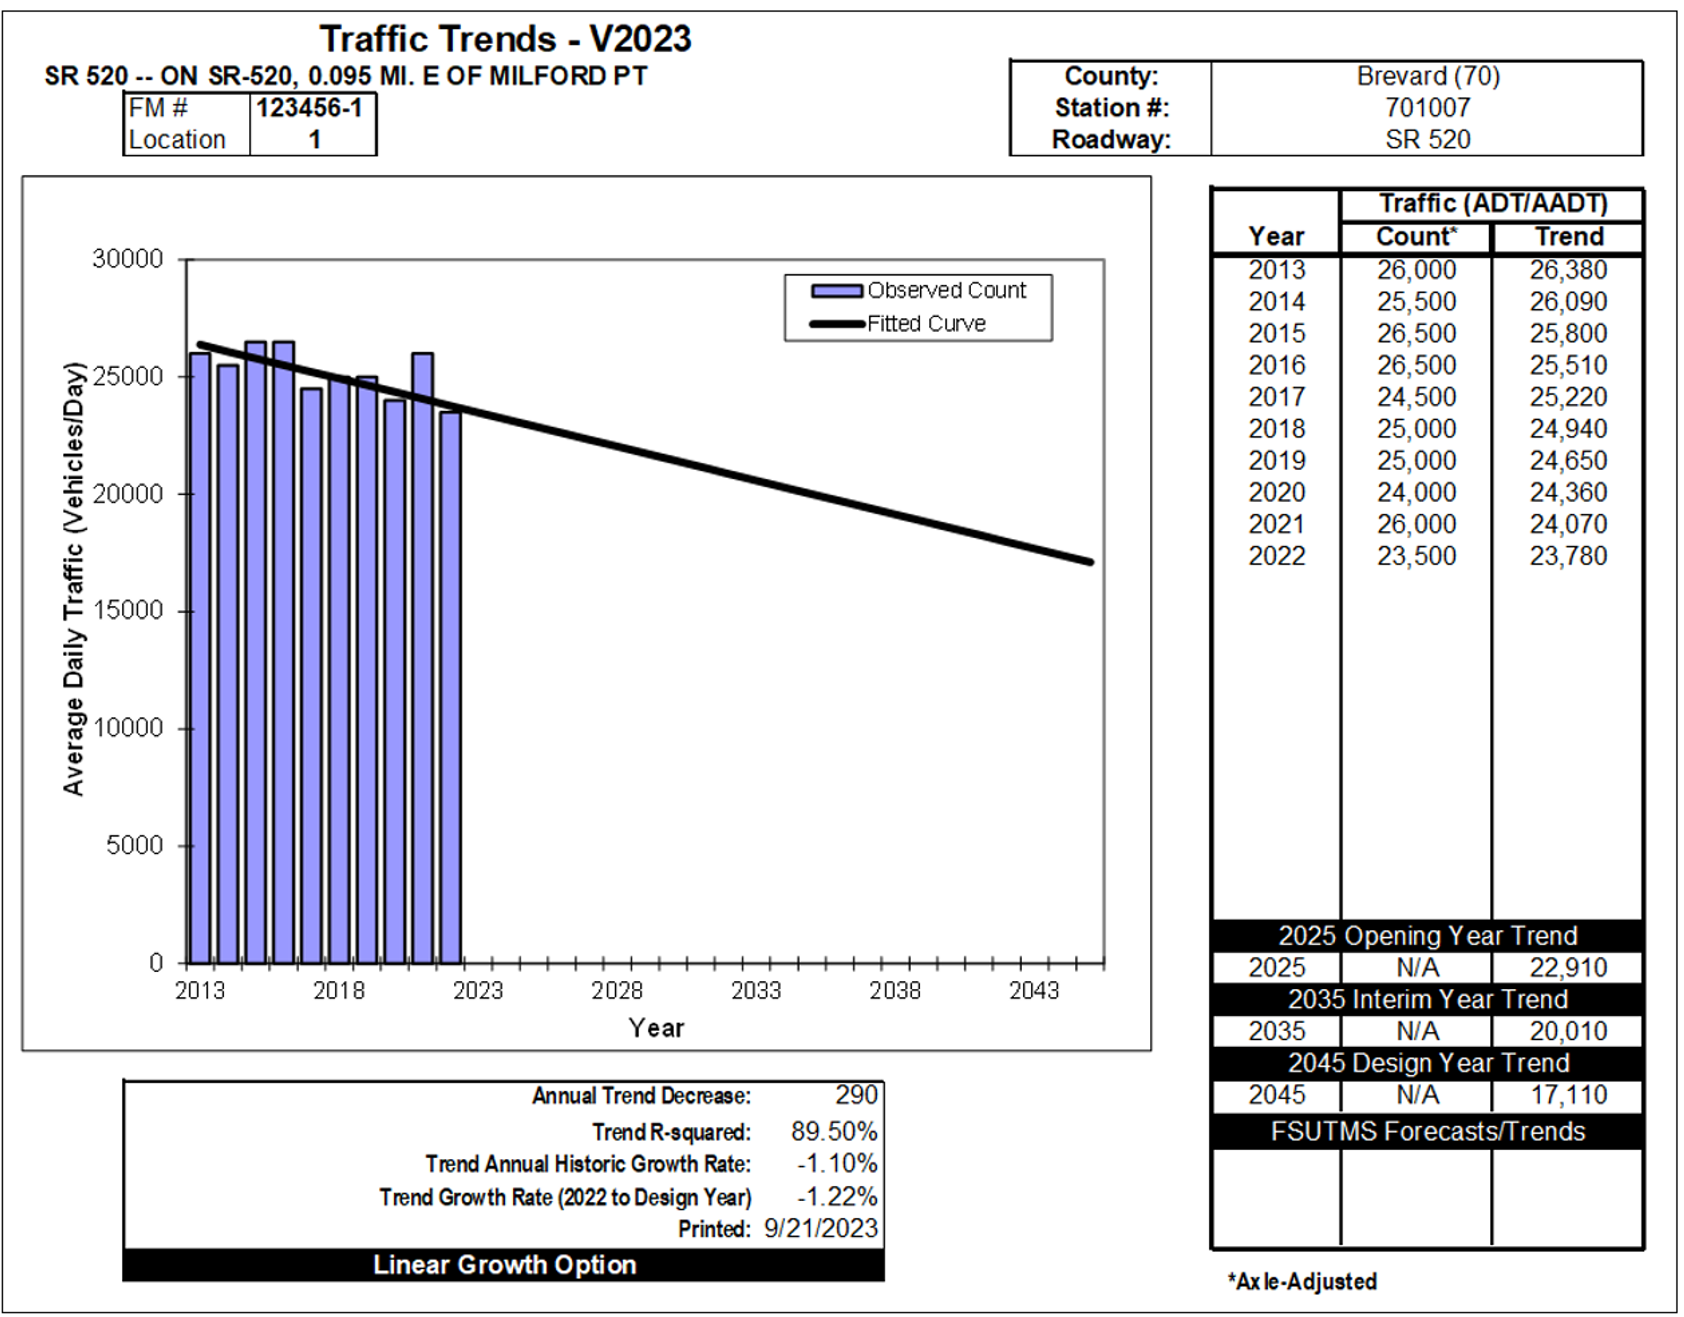 Traffic Trends - V2023
SR 520 -- ON SR-520, 0.095 MI. E OF MILFORD PT
FM # 123456-1
Location 1
County: Brevard (70)
Station #: 701007
Roadway: SR 520
30000
25000
20000
15000
10000
5000
0
Average Daily Traffic (Vehicles/Day)
Observed Count
Fitted Curve
2013 2018 2023 2028 2033 2038 2043
Year
Traffic (ADT/AADT)
Year Count* Trend
2013 26,000 26,380
2014 25,500 26,090
2015 26,500 25,800
2016 26,500 25,510
2017 24,500 25,220
2018 25,000 24,940
2019 25,000 24,650
2020 24,000 24,360
2021 26,000 24,070
2022 23,500 23,780
2025 Opening Year Trend
2025 N/A 22,910
2035 Interim Year Trend
2035 N/A 20,010
2045 Design Year Trend
2045 N/A 17,110
FSUTMS Forecasts/Trends
*Axle-Adjusted
Annual Trend Decrease: 290
Trend R-squared: 89.50%
Trend Annual Historic Growth Rate: -1.10%
Trend Growth Rate (2022 to Design Year) -1.22%
Printed: 9/21/2023
Linear Growth Option